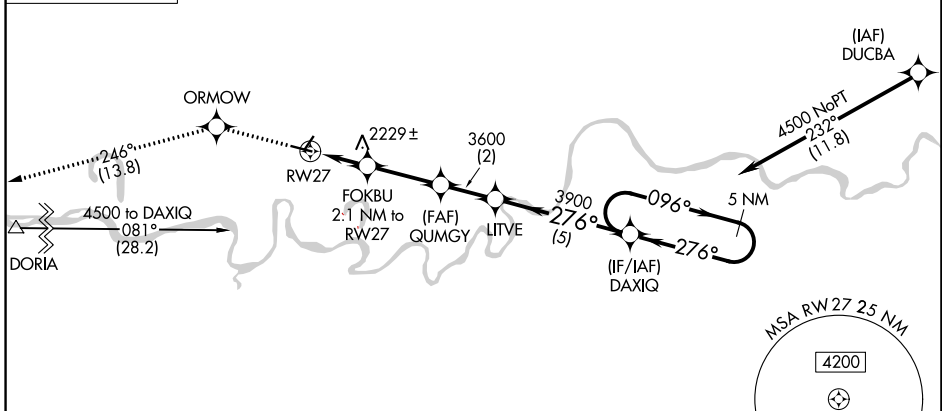 (IAF)
DUCBA
4500 NoPT
232°
(11.8)
ORMOW
246°
(13.8)
2229 ±
3600
(2)
RW27
FOKBU
2.1 NM to
RW27
(FAF)
QUMGY
LITVE
3900
276°
(5)
096°
5 NM
276°
(IF/IAF)
DAXIQ
4500 to DAXIQ
081°
(28.2)
DORIA
MSA RW27 25 NM
4200